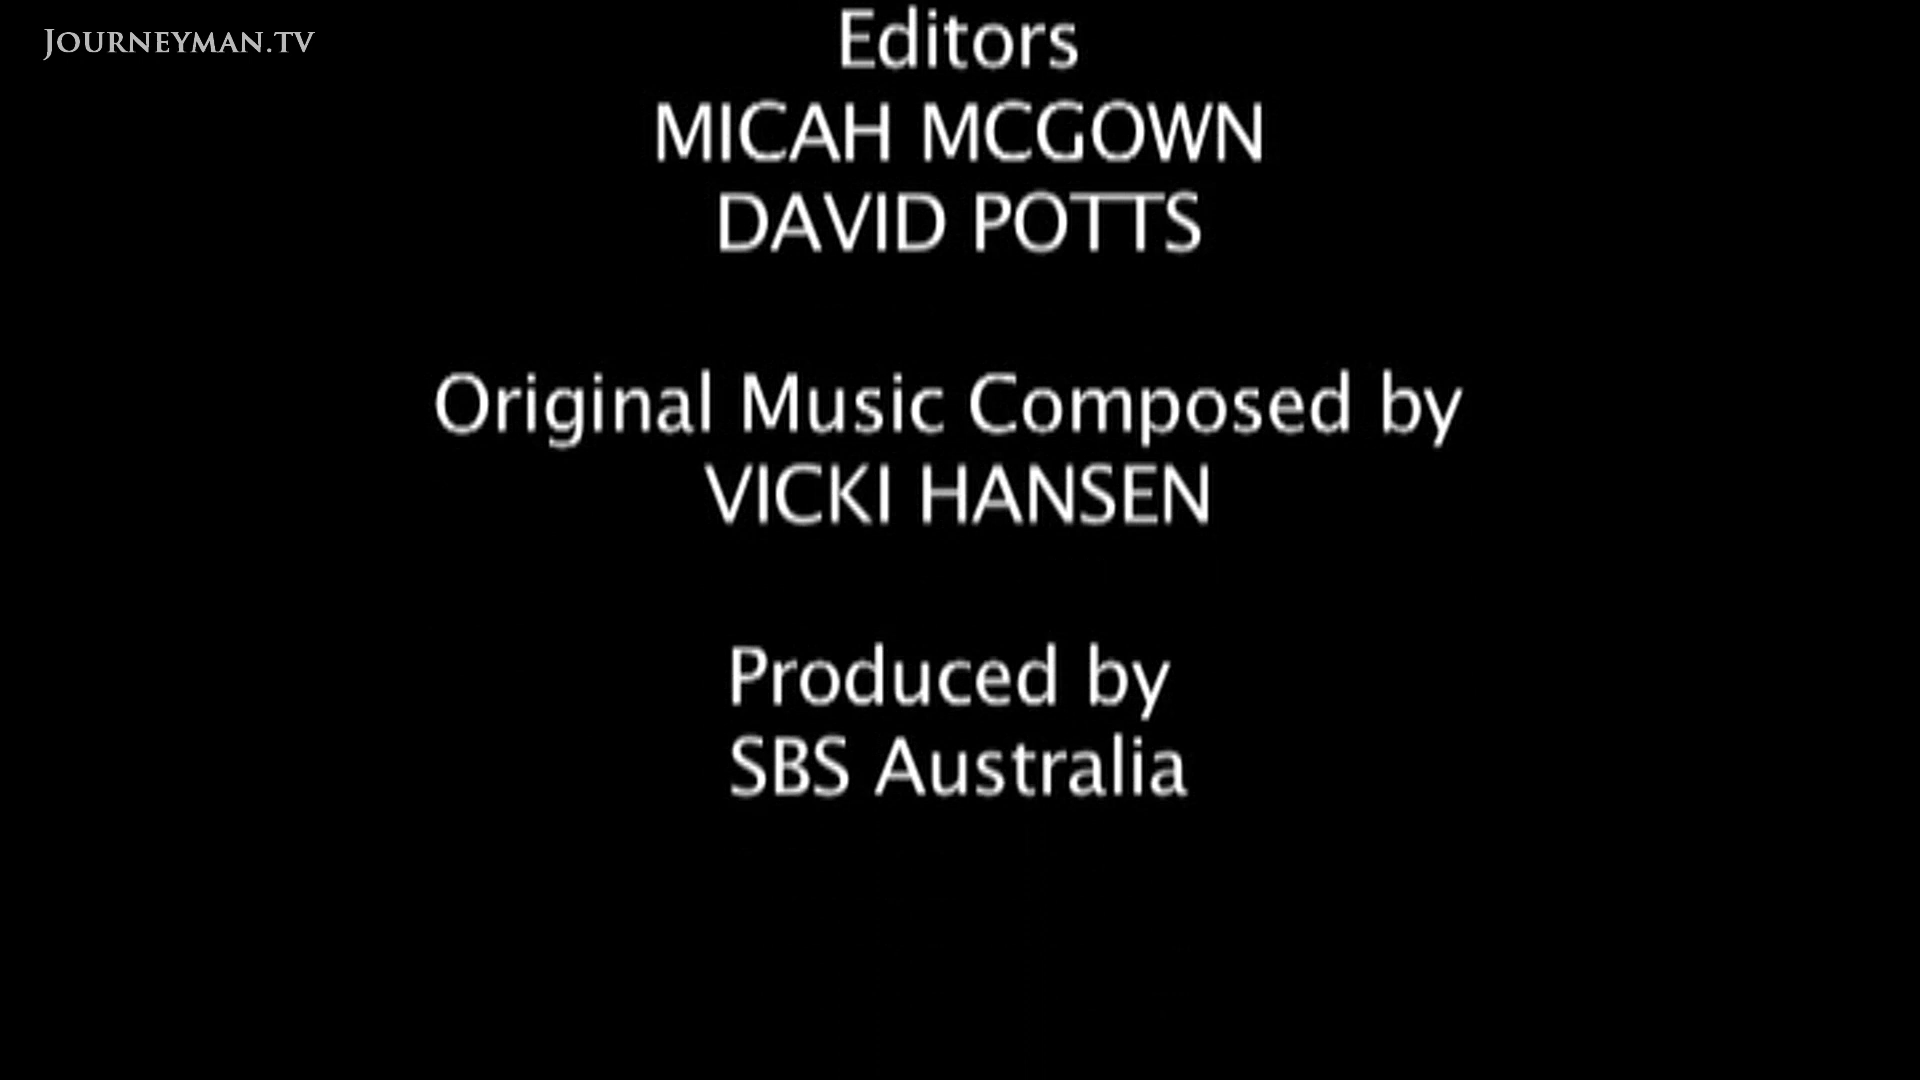 JOURNEYMAN.TV
Editors
MICAH MCGOWN
DAVID POTTS
Original Music Composed by
VICKI HANSEN
Produced by
SBS Australia